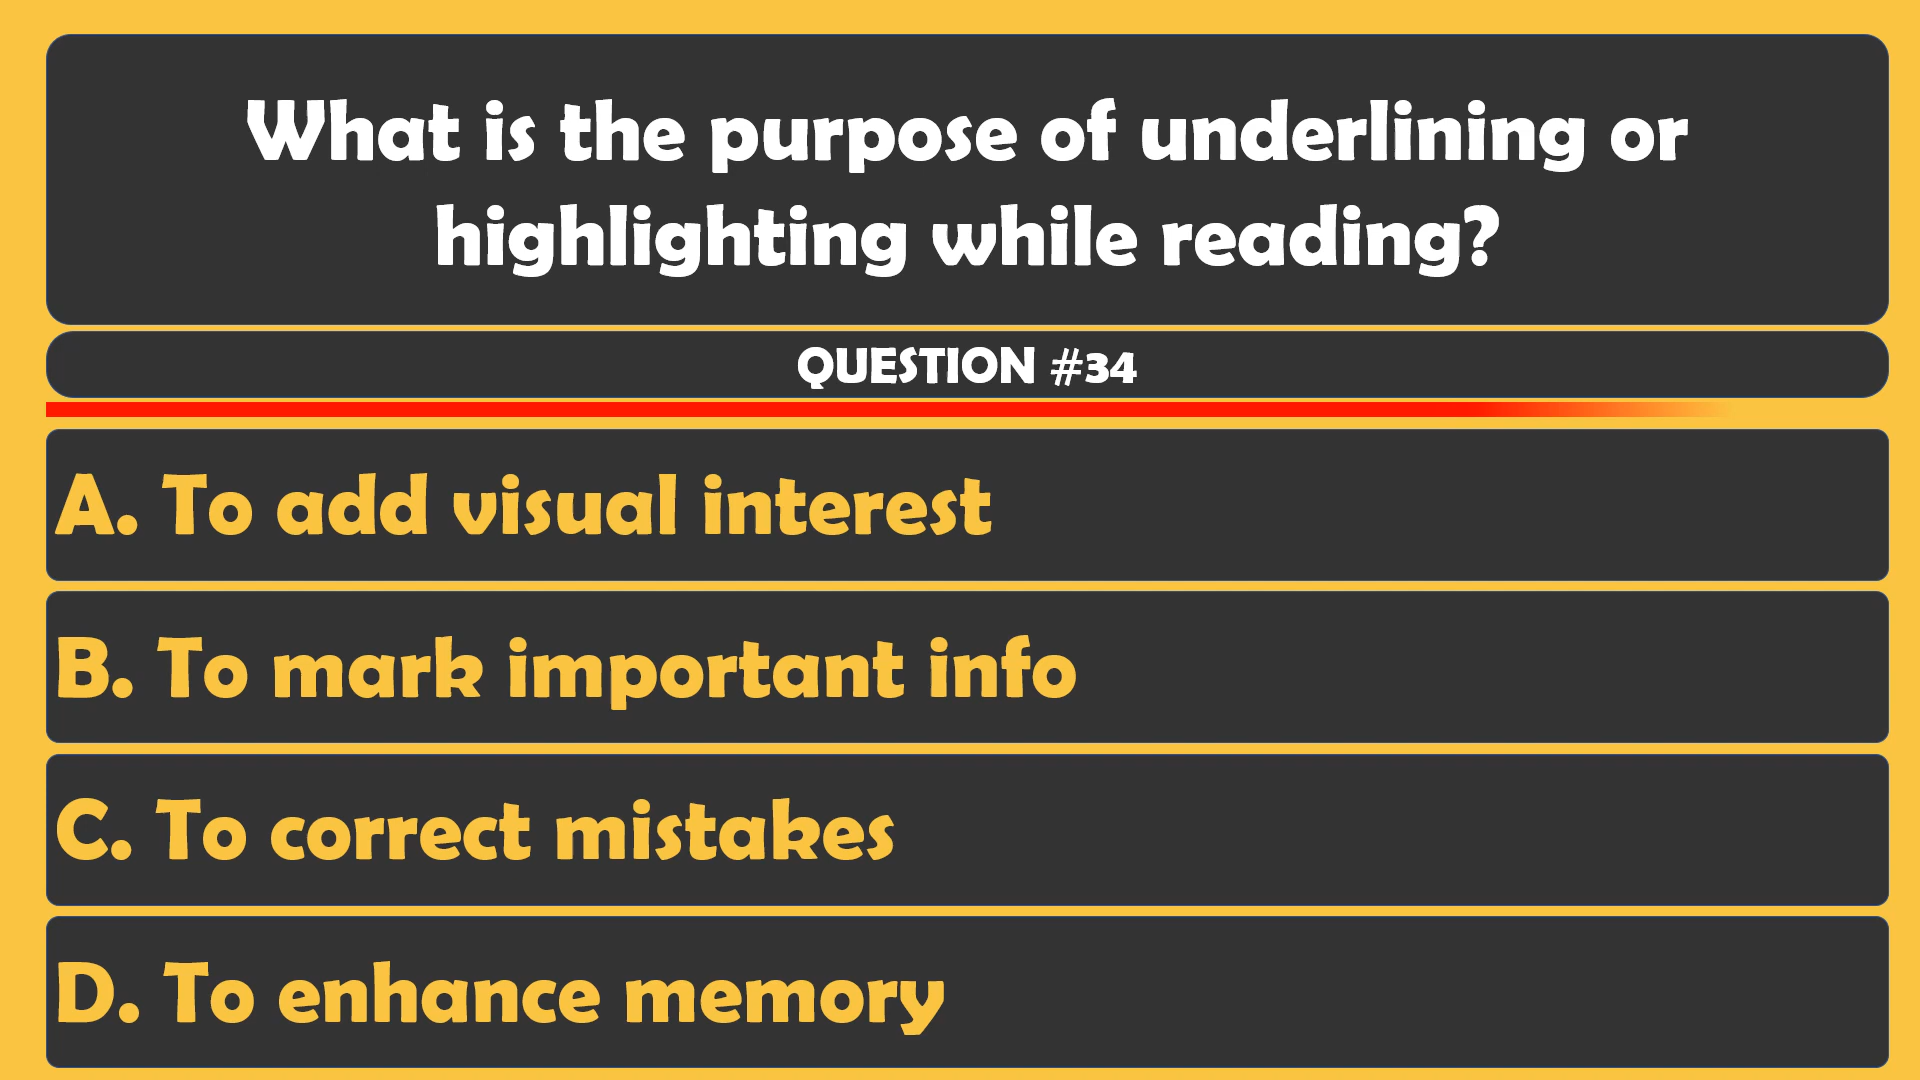 What is the purpose of underlining or
highlighting while reading?
QUESTION #34
A. To add visual interest
B. To mark important info
C. To correct mistakes
D. To enhance memory